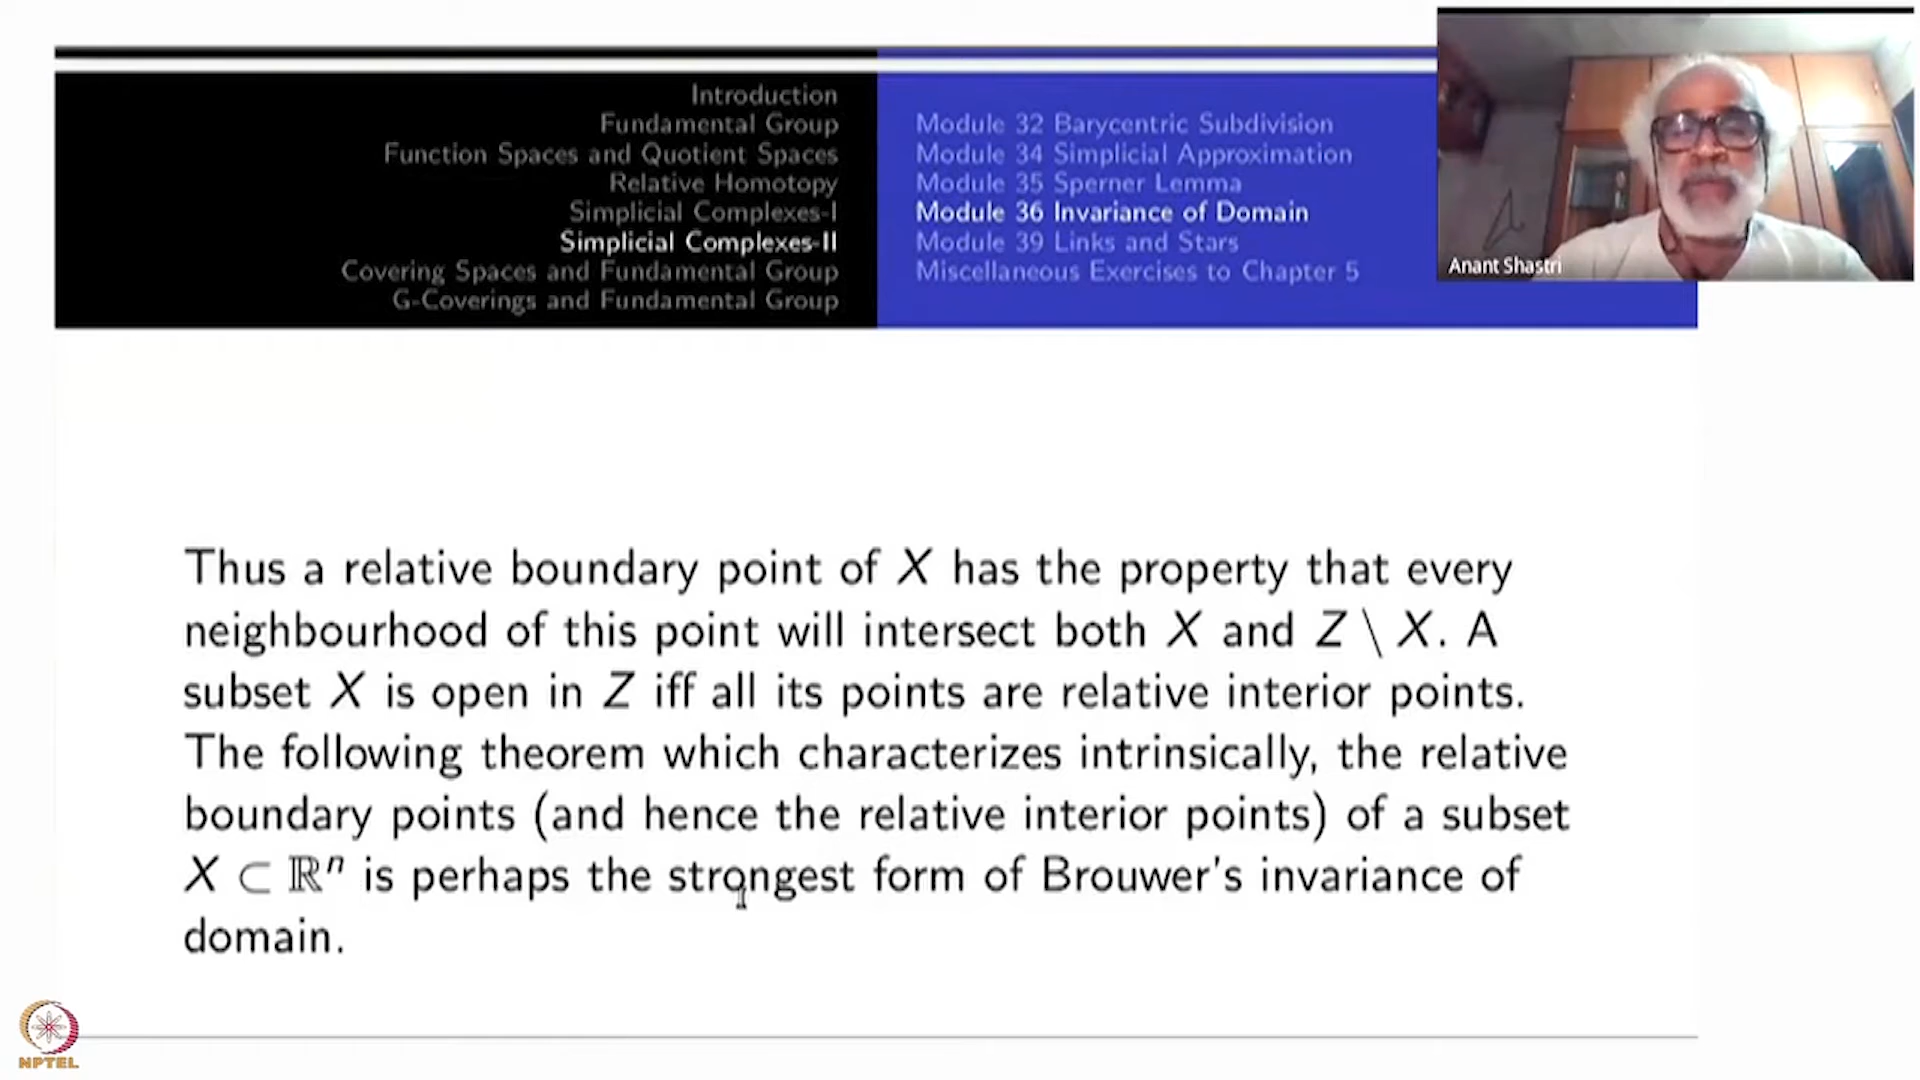 Introduction
Fundamental Group
Function Spaces and Quotient Spaces
Relative Homotopy
Simplicial Complexes-I
Simplicial Complexes-II
Covering Spaces and Fundamental Group
G-Coverings and Fundamental Group
Module 32 Barycentric Subdivision
Module 34 Simplicial Approximation
Module 35 Sperner Lemma
Module 36 Invariance of Domain
Module 39 Links and Stars
Miscellaneous Exercises to Chapter 5
Anant Shastri
Thus a relative boundary point of X has the property that every
neighbourhood of this point will intersect both X and Z \ X. A
subset X is open in Z iff all its points are relative interior points.
The following theorem which characterizes intrinsically, the relative
boundary points (and hence the relative interior points) of a subset
X ⊂ ℝⁿ is perhaps the strongest form of Brouwer's invariance of
domain.
NPTEL